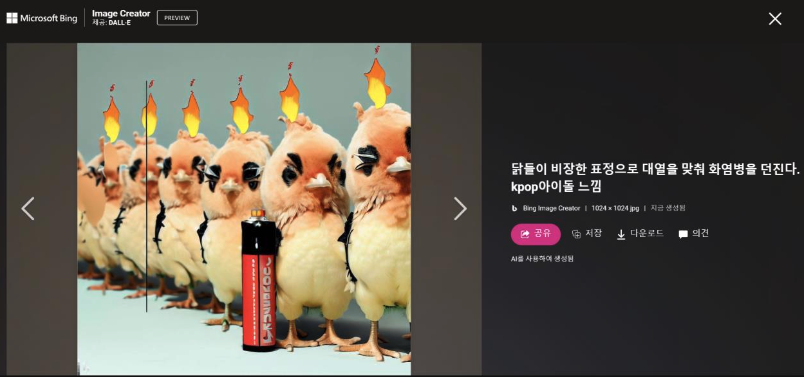 Microsoft Bing
Image Creator
제공: DALL·E
PREVIEW
닭들이 비장한 표정으로 대열을 맞춰 화염병을 던진다.
kpop아이돌 느낌
b Bing Image Creator | 1024 × 1024 jpg | 지금 생성됨
공유 저장 다운로드 의견
AI를 사용하여 생성됨